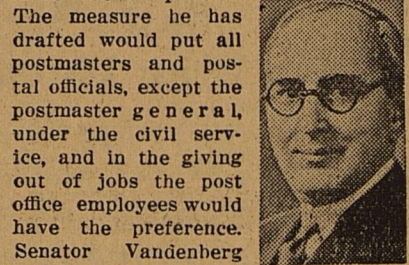 The measure he has
drafted would put all
postmasters and pos-
tal officials, except the
postmaster general,
under the civil serv-
ice, and in the giving
out of jobs the post
office employees would
have the preference.
Senator Vandenberg